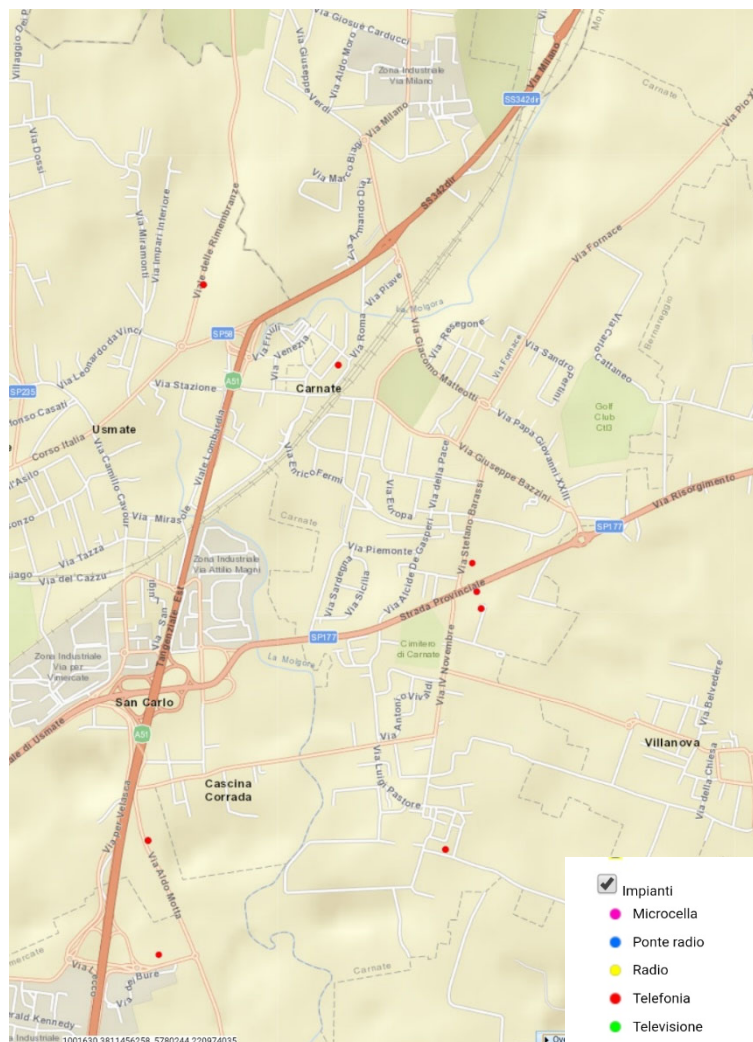 Via Giosuè Carducci
Via Aldo Moro
Via Giuseppe Verdi
Zona Industriale
Via Milano
Via Milano
Via Milano
SS342dir
Carnate
Via Dossi
Via Armando Diaz
SS342dir
Via Impari Inferiore
Via Miramonti
Viale delle Rimembranze
Via Fornace
Via Piave
La Molgora
Via Roma
Via Resegone
Bernareggio
SP58
Via Friuli
Via Venezia
Via Leonardo da Vinci
Via Giacomo Matteotti
Via Fornace
Via Sandro Pertini
Via Carlo Cattaneo
A51
Via Stazione
Carnate
SP235
Usmate
Corso Italia
Viale Lombardia
Via Camillo Cavour
Golf
Club
Ctl3
Via Papa Giovanni XXIII
Via Giuseppe Bazzini
Via della Pace
Via Enrico Fermi
Via Europa
Via Risorgimento
SP177
Via Mirasole
Carnate
Via Tazza
Via del Cazzu
Zona Industriale
Via Attilio Magni
Via Piemonte
Via Sardegna
Via Sicilia
Via Alcide De Gasperi
Via Stefano Barassi
Strada Provinciale
SP177
Tangenziale Est
Zona Industriale
Via per
Vimercate
La Molgora
Cimitero
di Carnate
Via IV Novembre
San Carlo
A51
Via Antonio Vivaldi
Via Belvedere
Villanova
Via della Chiesa
Cascina
Corrada
Via Luigi Pastore
Via per Velasca
Via Aldo Motta
Carnate
Via Lecco
Impianti
Microcella
Ponte radio
Radio
Telefonia
Televisione